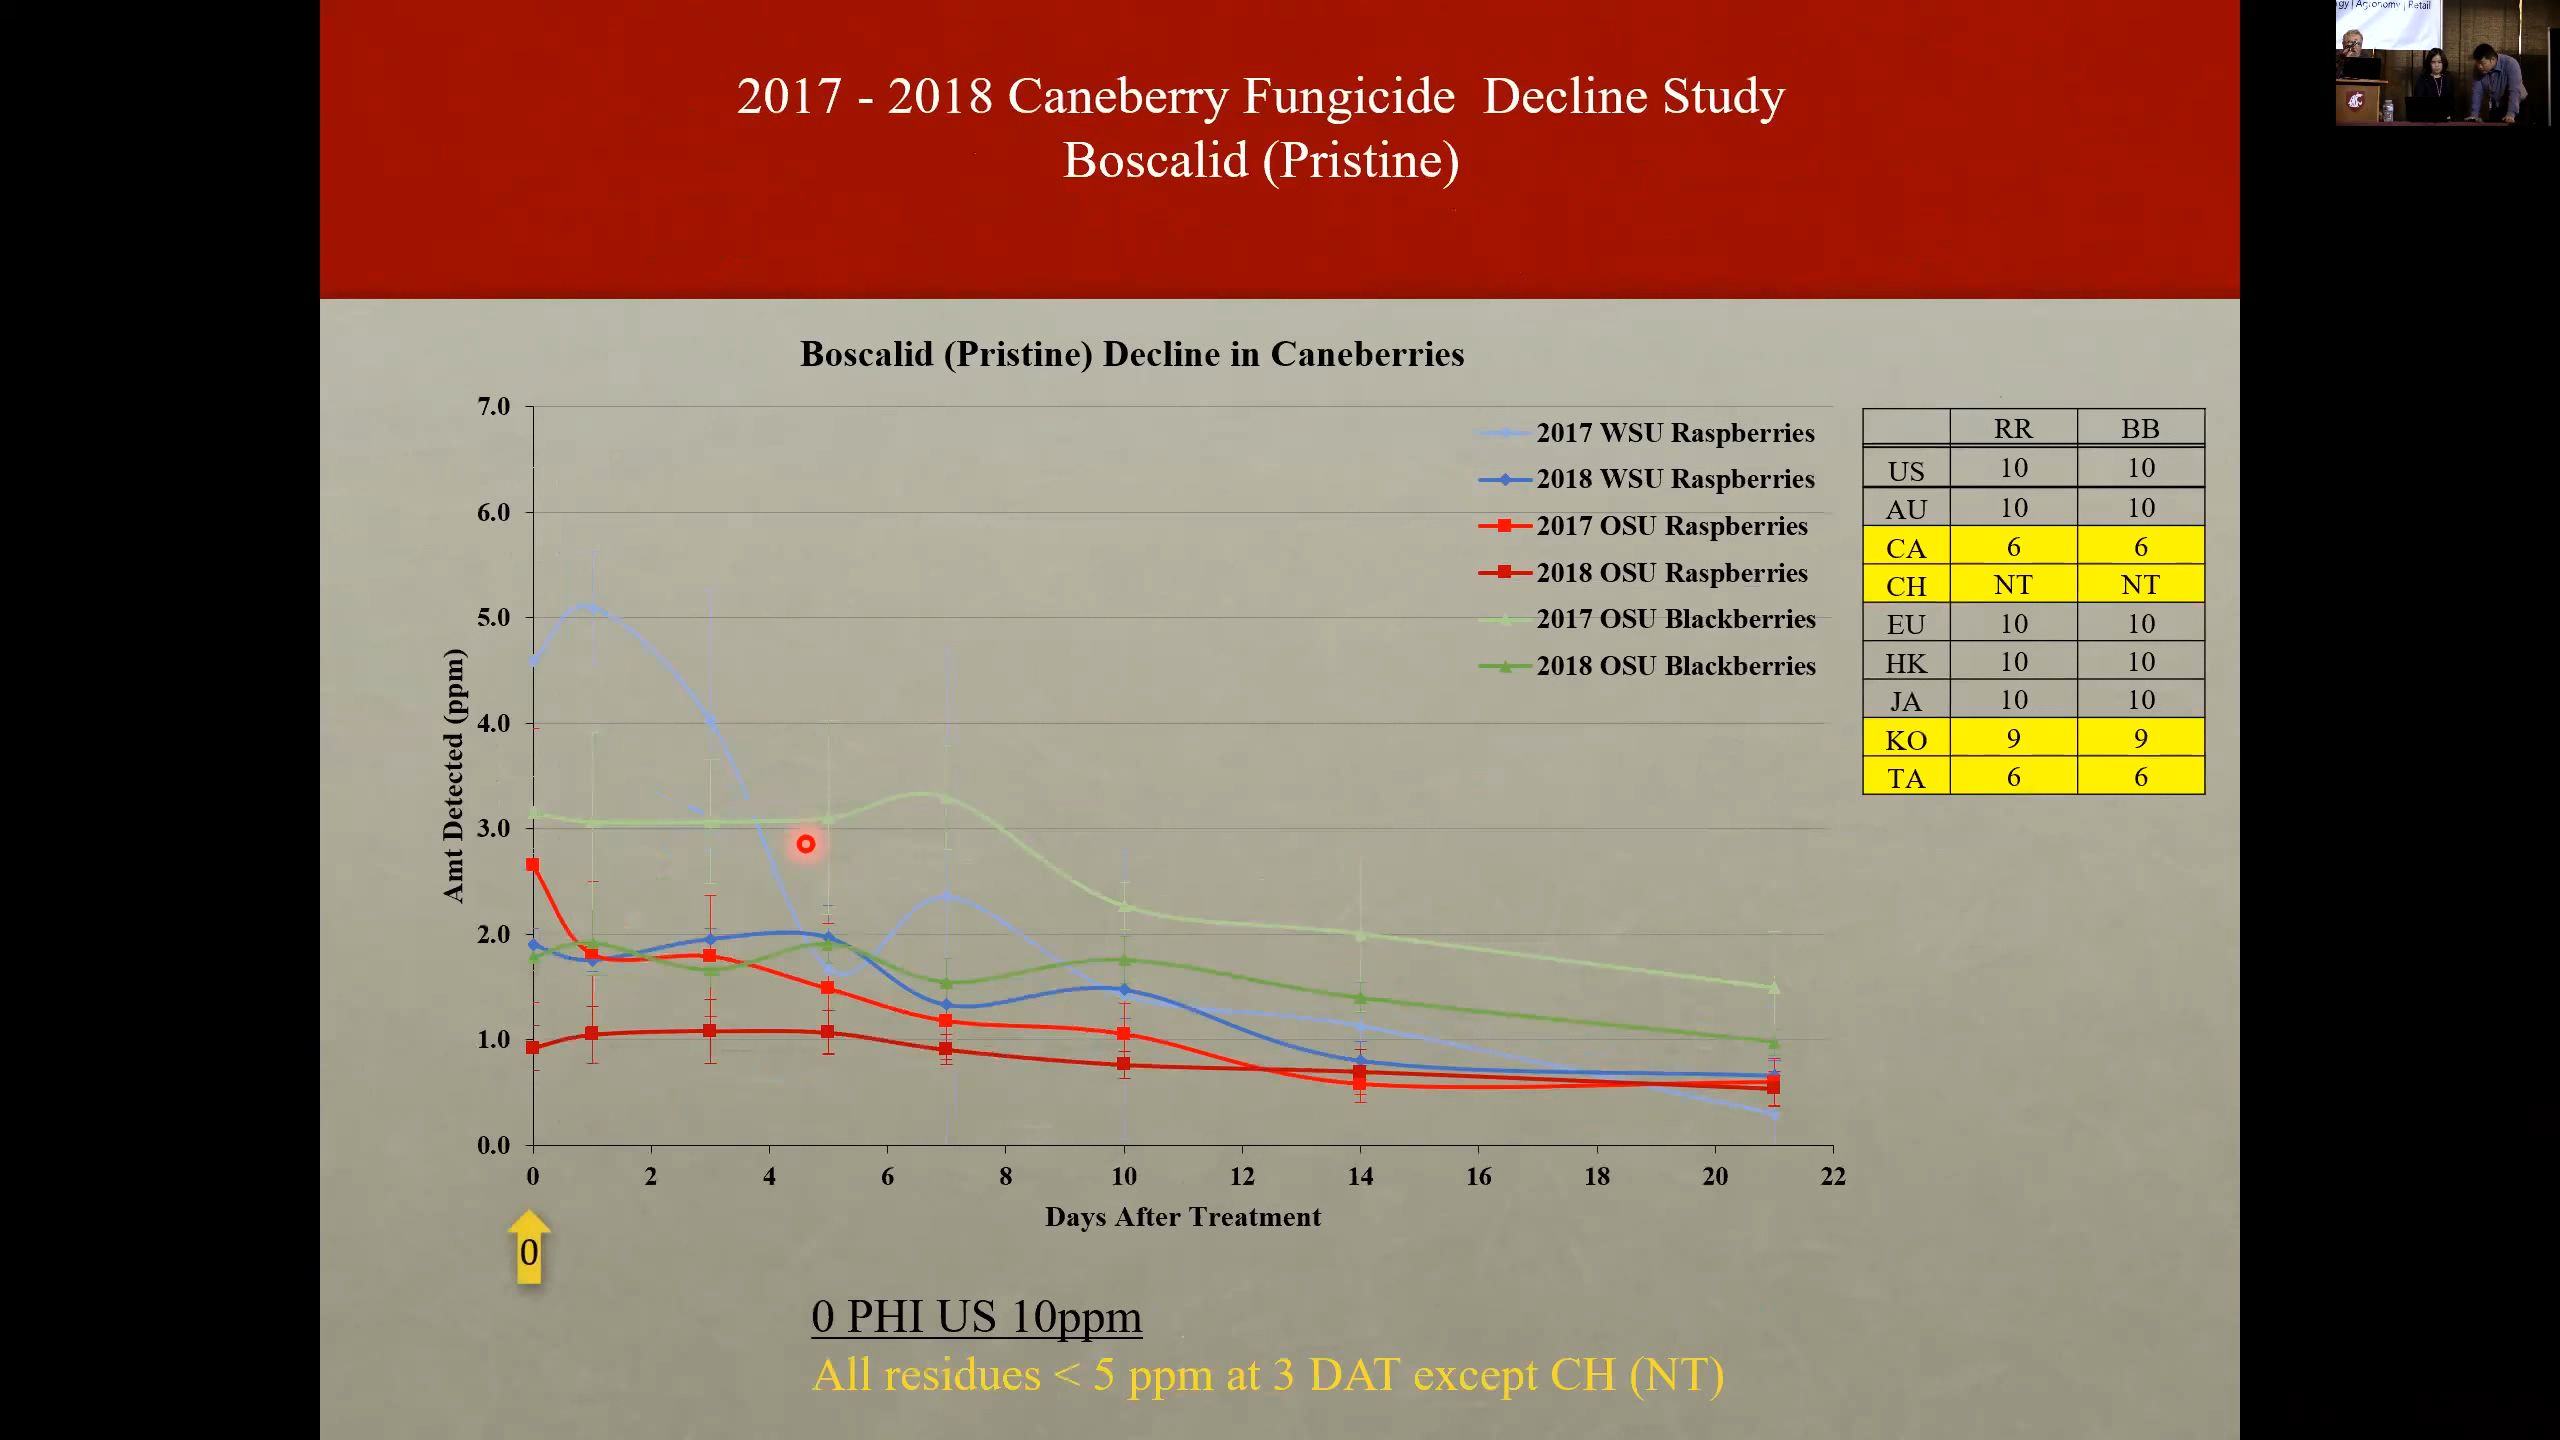 gy | Agronomy | Retail
2017 - 2018 Caneberry Fungicide Decline Study
Boscalid (Pristine)
Boscalid (Pristine) Decline in Caneberries
7.0
6.0
5.0
4.0
3.0
2.0
1.0
0.0
Amt Detected (ppm)
2017 WSU Raspberries
2018 WSU Raspberries
2017 OSU Raspberries
2018 OSU Raspberries
2017 OSU Blackberries
2018 OSU Blackberries
RR BB
US 10 10
AU 10 10
CA 6 6
CH NT NT
EU 10 10
HK 10 10
JA 10 10
KO 9 9
TA 6 6
0 2 4 6 8 10 12 14 16 18 20 22
Days After Treatment
0
0 PHI US 10ppm
All residues < 5 ppm at 3 DAT except CH (NT)